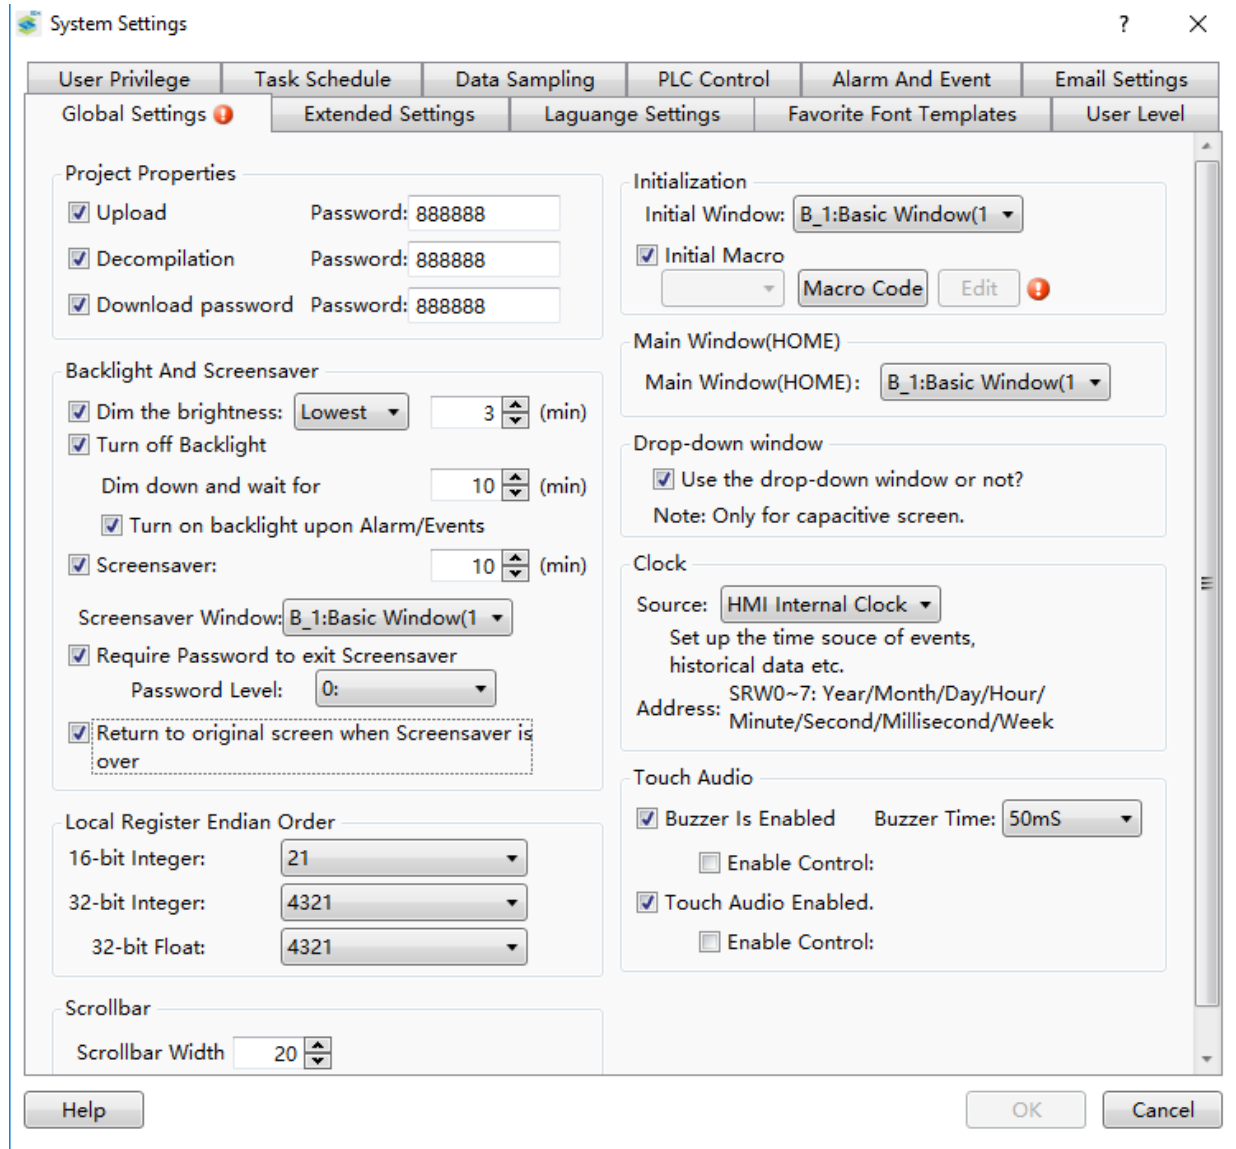 System Settings
?
User Privilege
Task Schedule
Data Sampling
PLC Control
Alarm And Event
Email Settings
Global Settings
Extended Settings
Laguange Settings
Favorite Font Templates
User Level
Project Properties
Upload Password: 888888
Decompilation Password: 888888
Download password Password: 888888
Backlight And Screensaver
Dim the brightness: Lowest 3 (min)
Turn off Backlight
Dim down and wait for 10 (min)
Turn on backlight upon Alarm/Events
Screensaver: 10 (min)
Screensaver Window: B_1:Basic Window(1
Require Password to exit Screensaver
Password Level: 0:
Return to original screen when Screensaver is
over
Local Register Endian Order
16-bit Integer: 21
32-bit Integer: 4321
32-bit Float: 4321
Scrollbar
Scrollbar Width 20
Initialization
Initial Window: B_1:Basic Window(1
Initial Macro
Macro Code Edit
Main Window(HOME)
Main Window(HOME): B_1:Basic Window(1
Drop-down window
Use the drop-down window or not?
Note: Only for capacitive screen.
Clock
Source: HMI Internal Clock
Set up the time souce of events,
historical data etc.
Address: SRW0~7: Year/Month/Day/Hour/
Minute/Second/Millisecond/Week
Touch Audio
Buzzer Is Enabled Buzzer Time: 50mS
Enable Control:
Touch Audio Enabled.
Enable Control:
Help
OK
Cancel